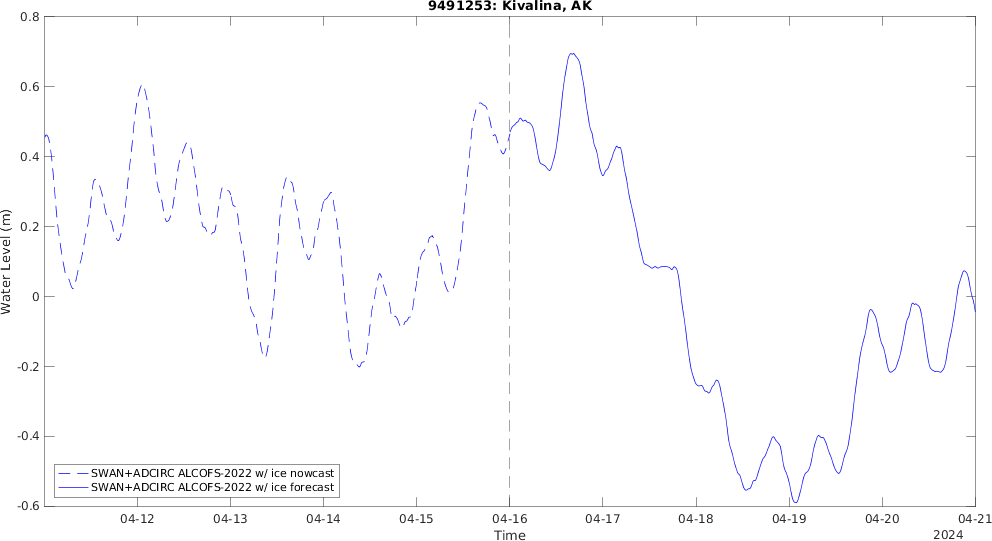 9491253: Kivalina, AK
Water Level (m)
0.8
0.6
0.4
0.2
0
-0.2
-0.4
-0.6
SWAN+ADCIRC ALCOFS-2022 w/ ice nowcast
SWAN+ADCIRC ALCOFS-2022 w/ ice forecast
04-12 04-13 04-14 04-15 04-16 04-17 04-18 04-19 04-20 04-21
Time
2024